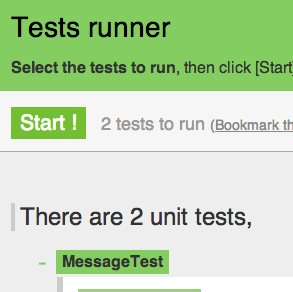 Tests runner
Select the tests to run, then click [Start
Start ! 2 tests to run (Bookmark th
There are 2 unit tests,
– MessageTest